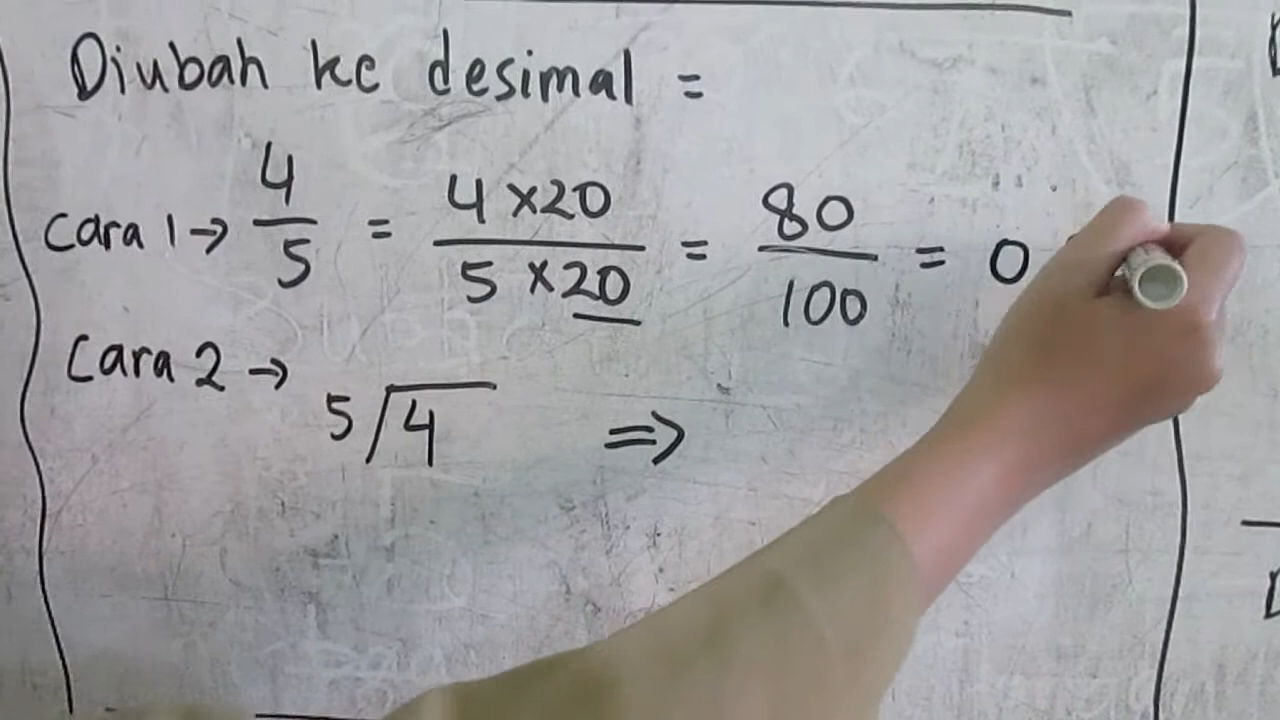 Diubah ke desimal =
Cara 1 → 4/5 = 4 x 20 / 5 x 20 = 80/100 = 0
Cara 2 →
5 √4 ⇒